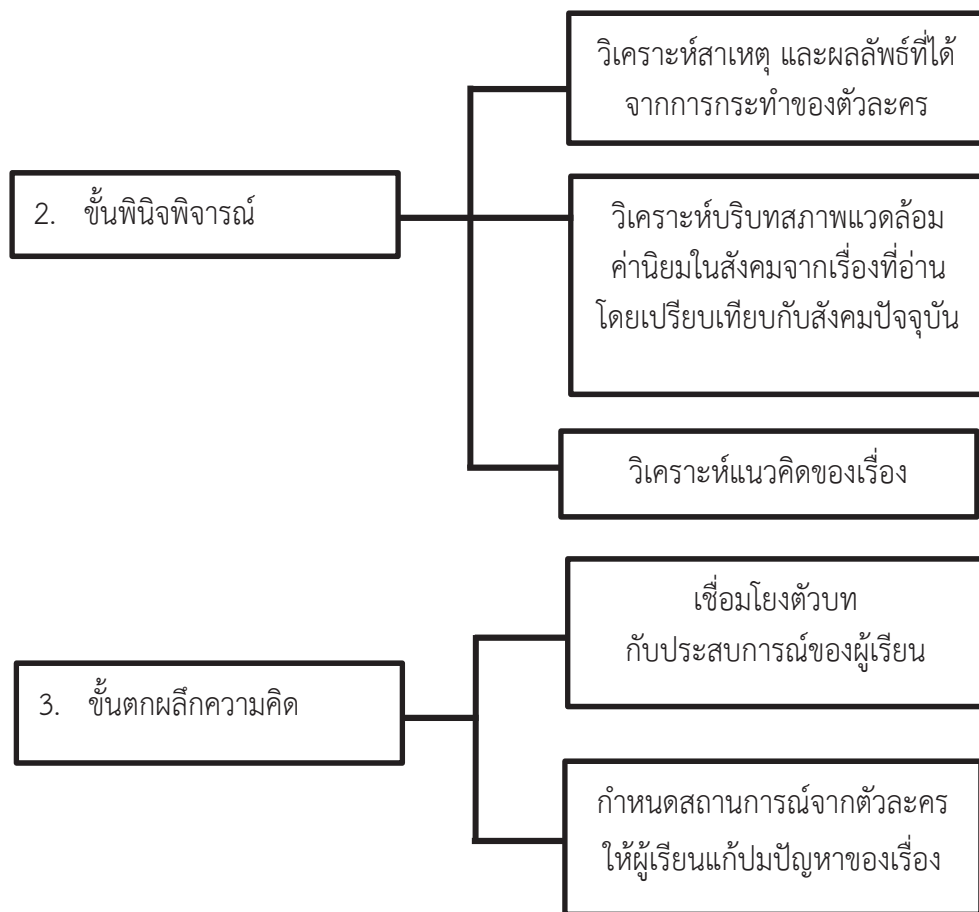 2. ขั้นพินิจพิจารณ์
วิเคราะห์สาเหตุ และผลลัพธ์ที่ได้
จากการกระทำของตัวละคร
วิเคราะห์บริบทสภาพแวดล้อม
ค่านิยมในสังคมจากเรื่องที่อ่าน
โดยเปรียบเทียบกับสังคมปัจจุบัน
วิเคราะห์แนวคิดของเรื่อง
3. ขั้นตกผลึกความคิด
เชื่อมโยงตัวบท
กับประสบการณ์ของผู้เรียน
กำหนดสถานการณ์จากตัวละคร
ให้ผู้เรียนแก้ปมปัญหาของเรื่อง